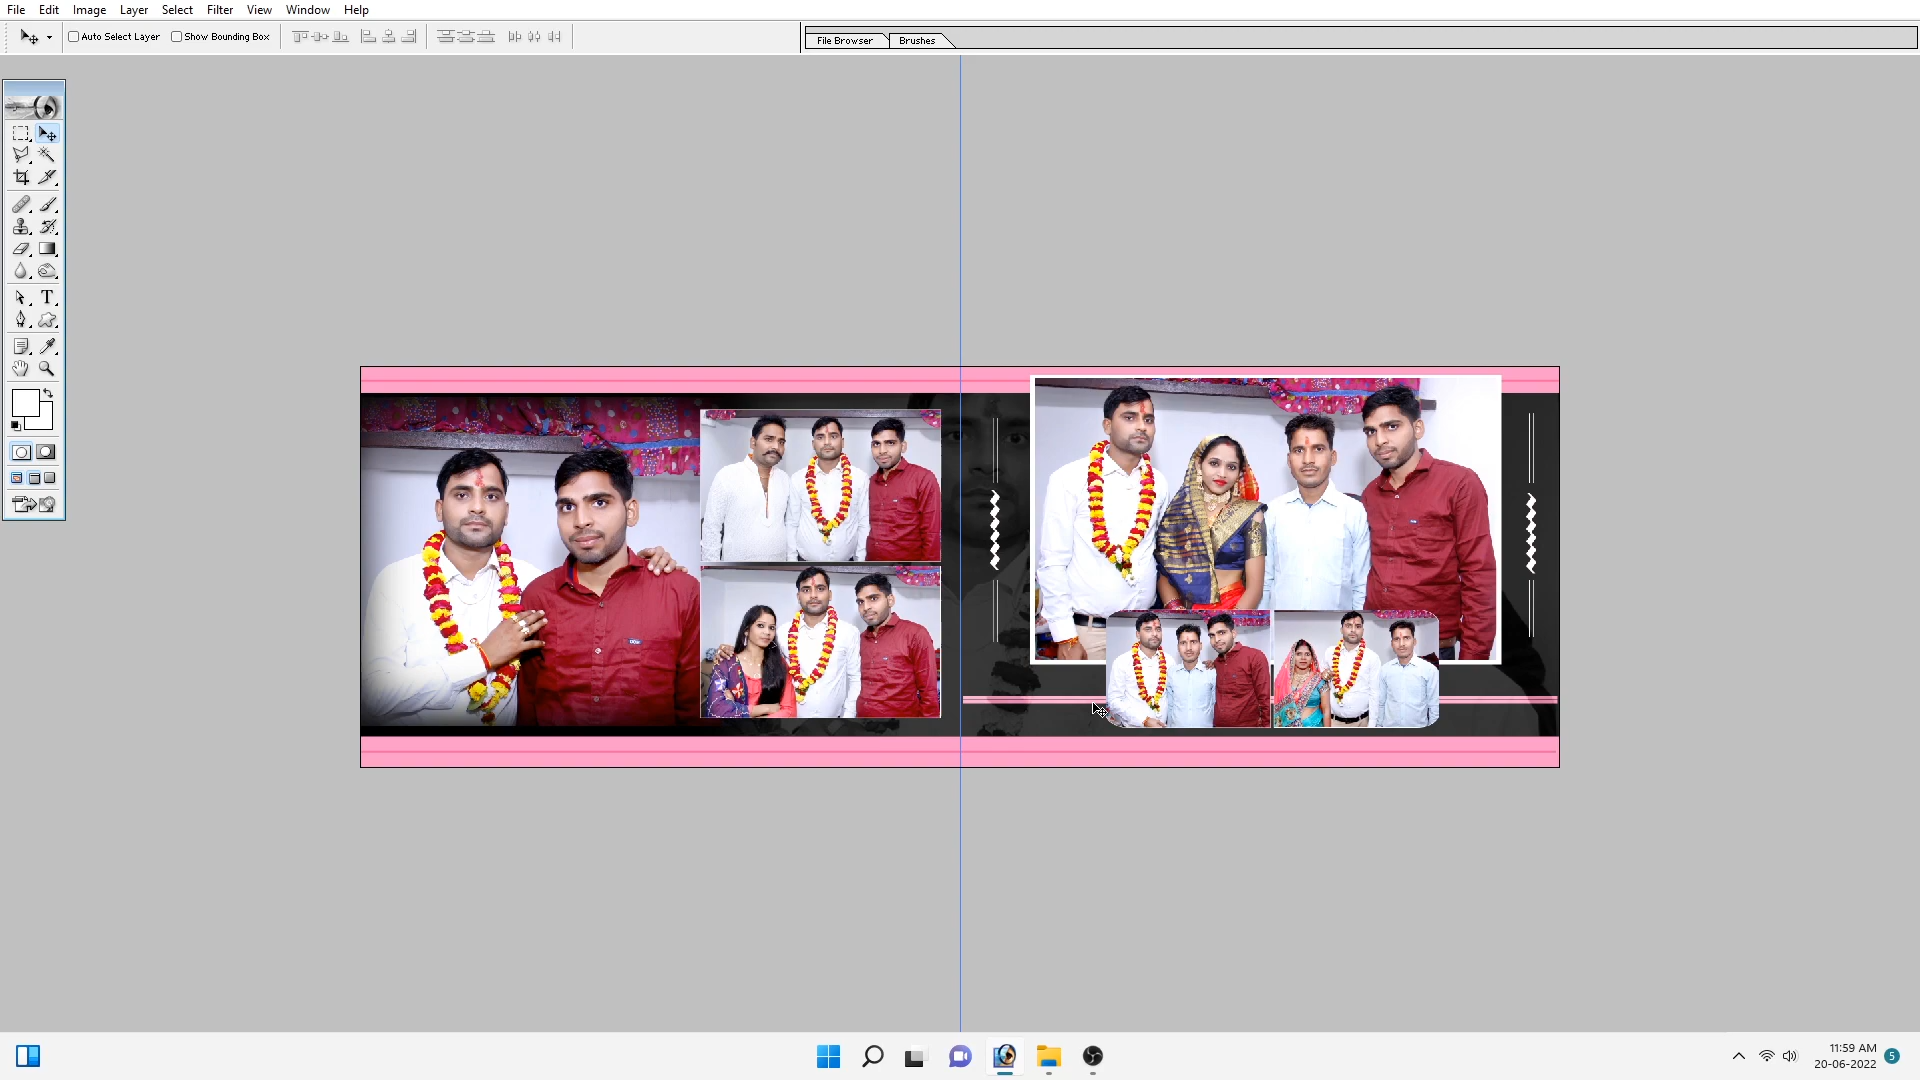 File Edit Image Layer Select Filter View Window Help
Auto Select Layer Show Bounding Box File Browser Brushes
T
11:59 AM
20-06-2022 5